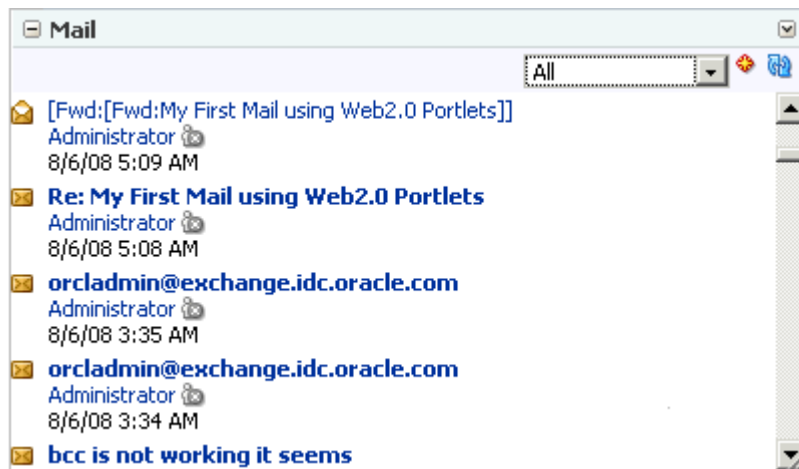 Mail
All
[Fwd:[Fwd:My First Mail using Web2.0 Portlets]]
Administrator
8/6/08 5:09 AM
Re: My First Mail using Web2.0 Portlets
Administrator
8/6/08 5:08 AM
orcladmin@exchange.idc.oracle.com
Administrator
8/6/08 3:35 AM
orcladmin@exchange.idc.oracle.com
Administrator
8/6/08 3:34 AM
bcc is not working it seems